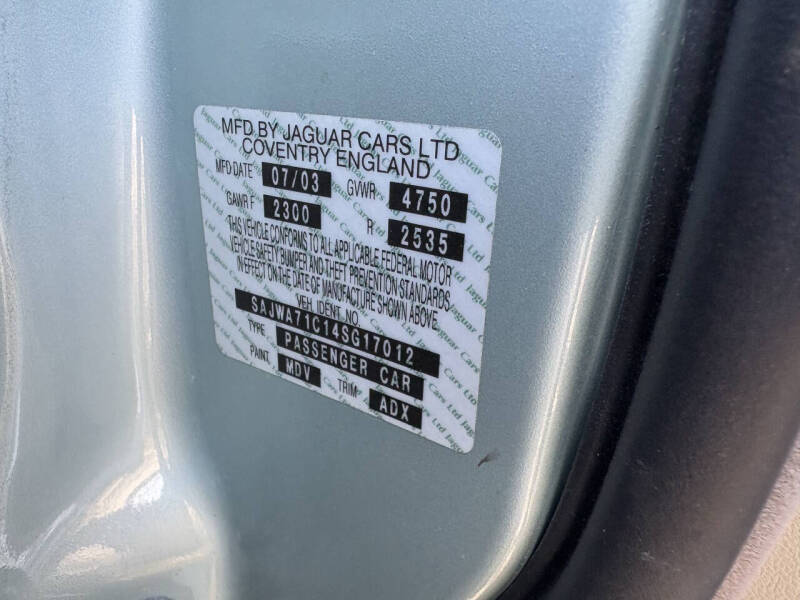 MFD BY JAGUAR CARS LTD
COVENTRY ENGLAND
MFD DATE 07/03 GVWR 4750
GAWR F 2300 R 2535
THIS VEHICLE CONFORMS TO ALL APPLICABLE FEDERAL MOTOR
VEHICLE SAFETY BUMPER AND THEFT PREVENTION STANDARDS
IN EFFECT ON THE DATE OF MANUFACTURE SHOWN ABOVE
VEH IDENT NO.
SAJWA71C14SG17012
TYPE PASSENGER CAR
PAINT. MDV TRIM ADX